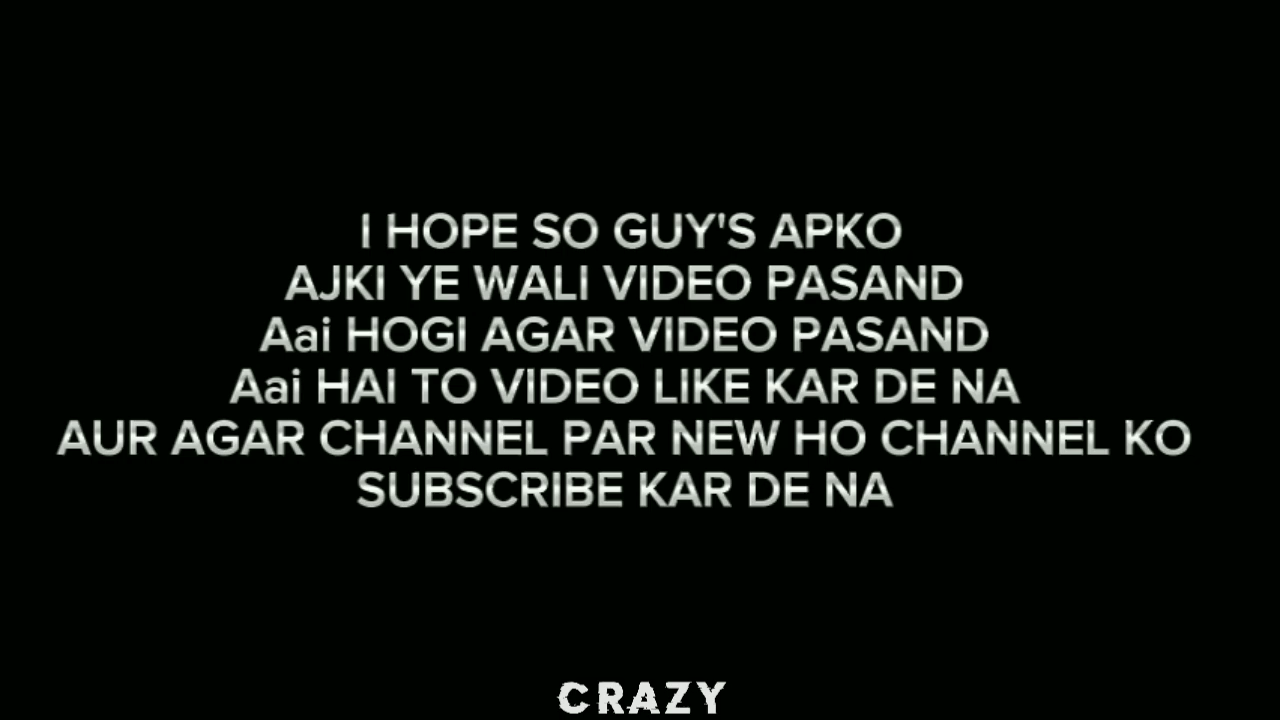 I HOPE SO GUY'S APKO
AJKI YE WALI VIDEO PASAND
Aai HOGI AGAR VIDEO PASAND
Aai HAI TO VIDEO LIKE KAR DE NA
AUR AGAR CHANNEL PAR NEW HO CHANNEL KO
SUBSCRIBE KAR DE NA
CRAZY